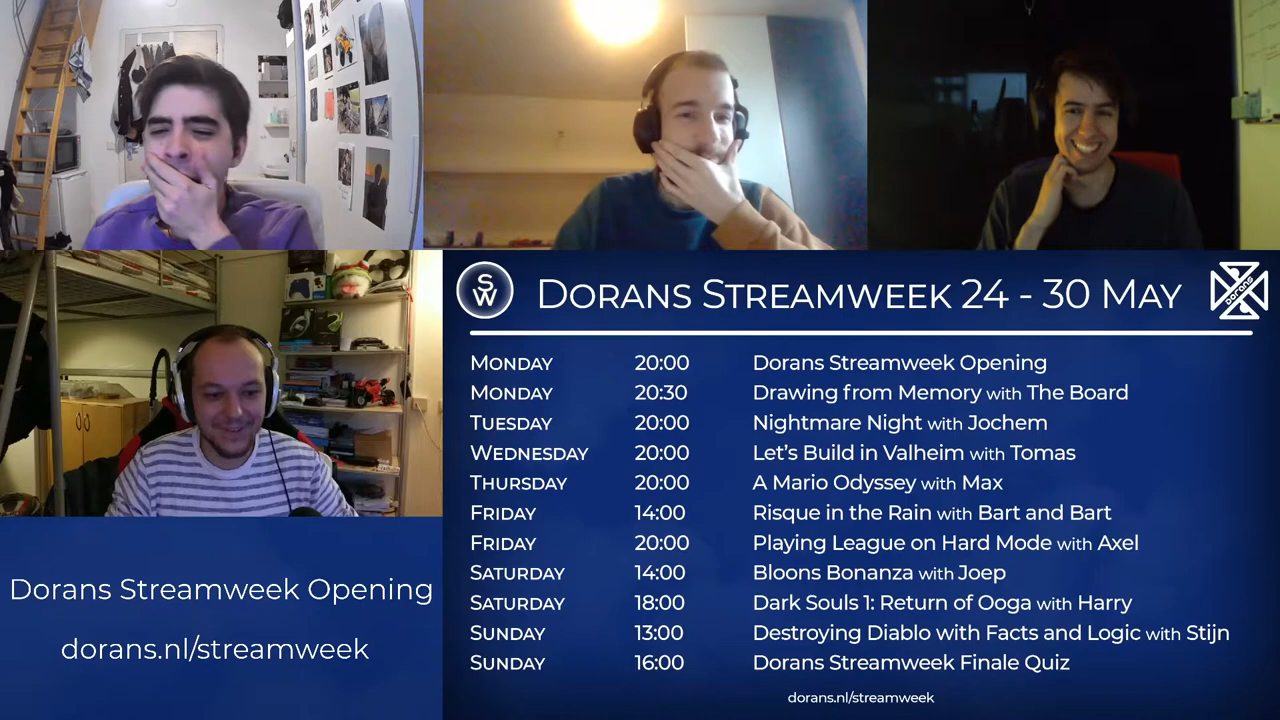 SW
DORANS STREAMWEEK 24 - 30 MAY
Dorans
MONDAY 20:00 Dorans Streamweek Opening
MONDAY 20:30 Drawing from Memory with The Board
TUESDAY 20:00 Nightmare Night with Jochem
WEDNESDAY 20:00 Let's Build in Valheim with Tomas
THURSDAY 20:00 A Mario Odyssey with Max
FRIDAY 14:00 Risque in the Rain with Bart and Bart
FRIDAY 20:00 Playing League on Hard Mode with Axel
SATURDAY 14:00 Bloons Bonanza with Joep
SATURDAY 18:00 Dark Souls 1: Return of Ooga with Harry
SUNDAY 13:00 Destroying Diablo with Facts and Logic with Stijn
SUNDAY 16:00 Dorans Streamweek Finale Quiz
dorans.nl/streamweek
Dorans Streamweek Opening
dorans.nl/streamweek